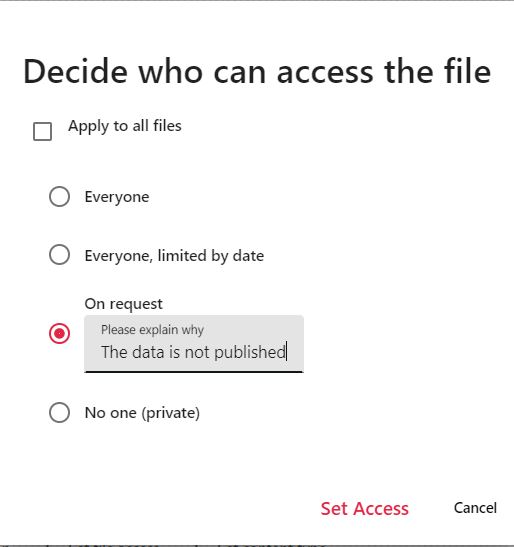 Decide who can access the file
Apply to all files
Everyone
Everyone, limited by date
On request
Please explain why
The data is not published
No one (private)
Set Access
Cancel